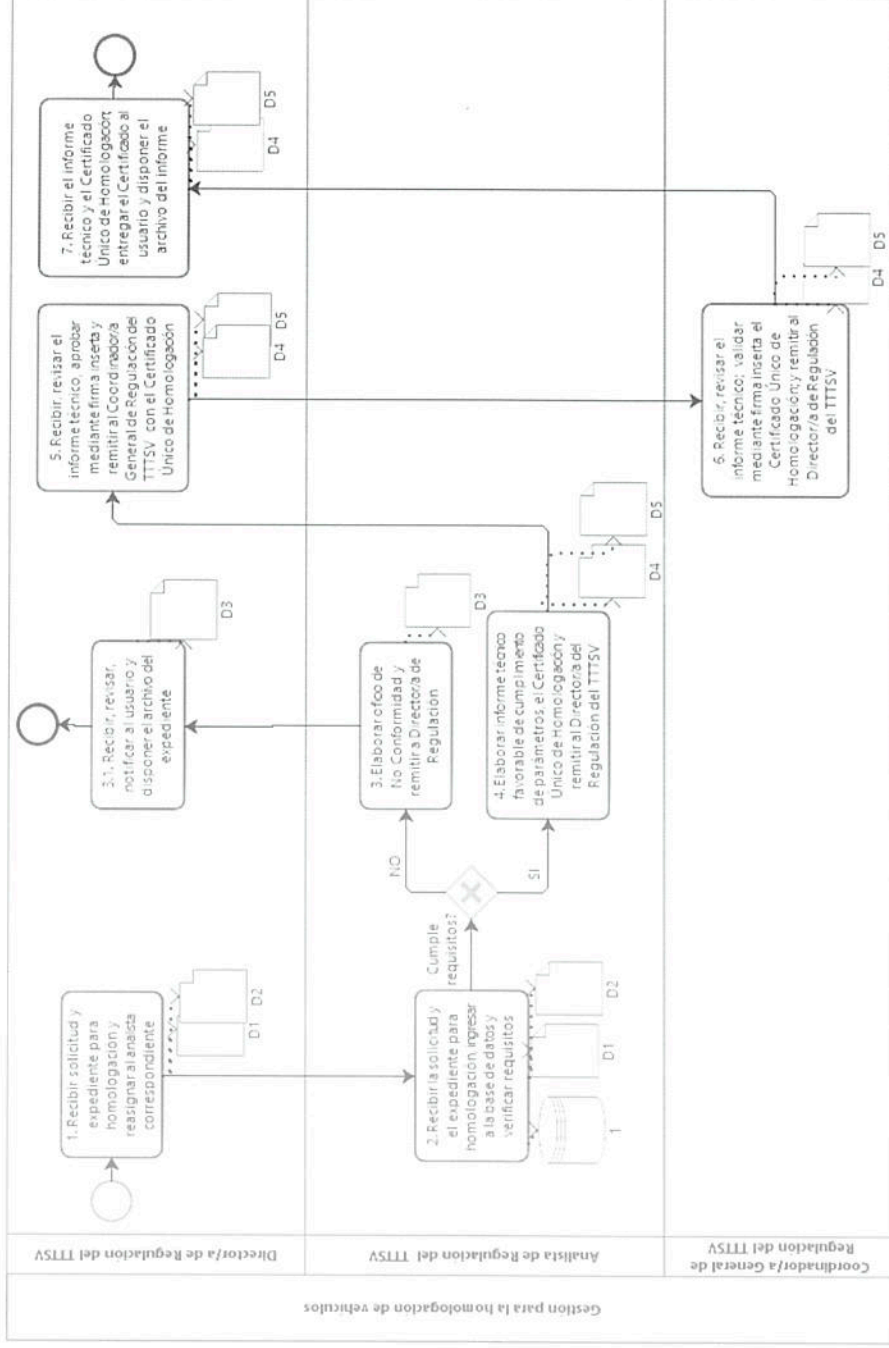 Gestion para la homologacion de vehiculos
Director/a de Regulacion del TTTSV
1. Recibir solicitud y
expediente para
homologacion y
reasignar al analista
correspondiente
D1
D2
3.1. Recibir, revisar,
notificar al usuario y
disponer el archivo del
expediente
D3
5. Recibir, revisar el
informe técnico, aprobar
mediante firma inserta y
remitir al Coordinador/a
General de Regulación del
TTTSV con el Certificado
Único de Homologación
D4
D5
7. Recibir el informe
técnico y el Certificado
Único de Homologación;
entregar el Certificado al
usuario y disponer el
archivo del informe
D4
D5
Analista de Regulacion del TTTSV
2. Recibir la solicitud y
el expediente para
homologacion, ingresar
a la base de datos y
verificar requisitos
1
D1
D2
Cumple
requisitos?
NO
SI
3. Elaborar oficio de
No Conformidad y
remitir a Director/a de
Regulación
D3
4. Elaborar informe técnico
favorable de cumplimiento
de parámetros, el Certificado
Único de Homologación y
remitir al Director/a del
Regulación del TTTSV
D4
D5
Coordinador/a General de
Regulación del TTTSV
6. Recibir, revisar el
informe técnico; validar
mediante firma inserta el
Certificado Único de
Homologación; y remitir al
Director/a de Regulación
del TTTSV
D4
D5